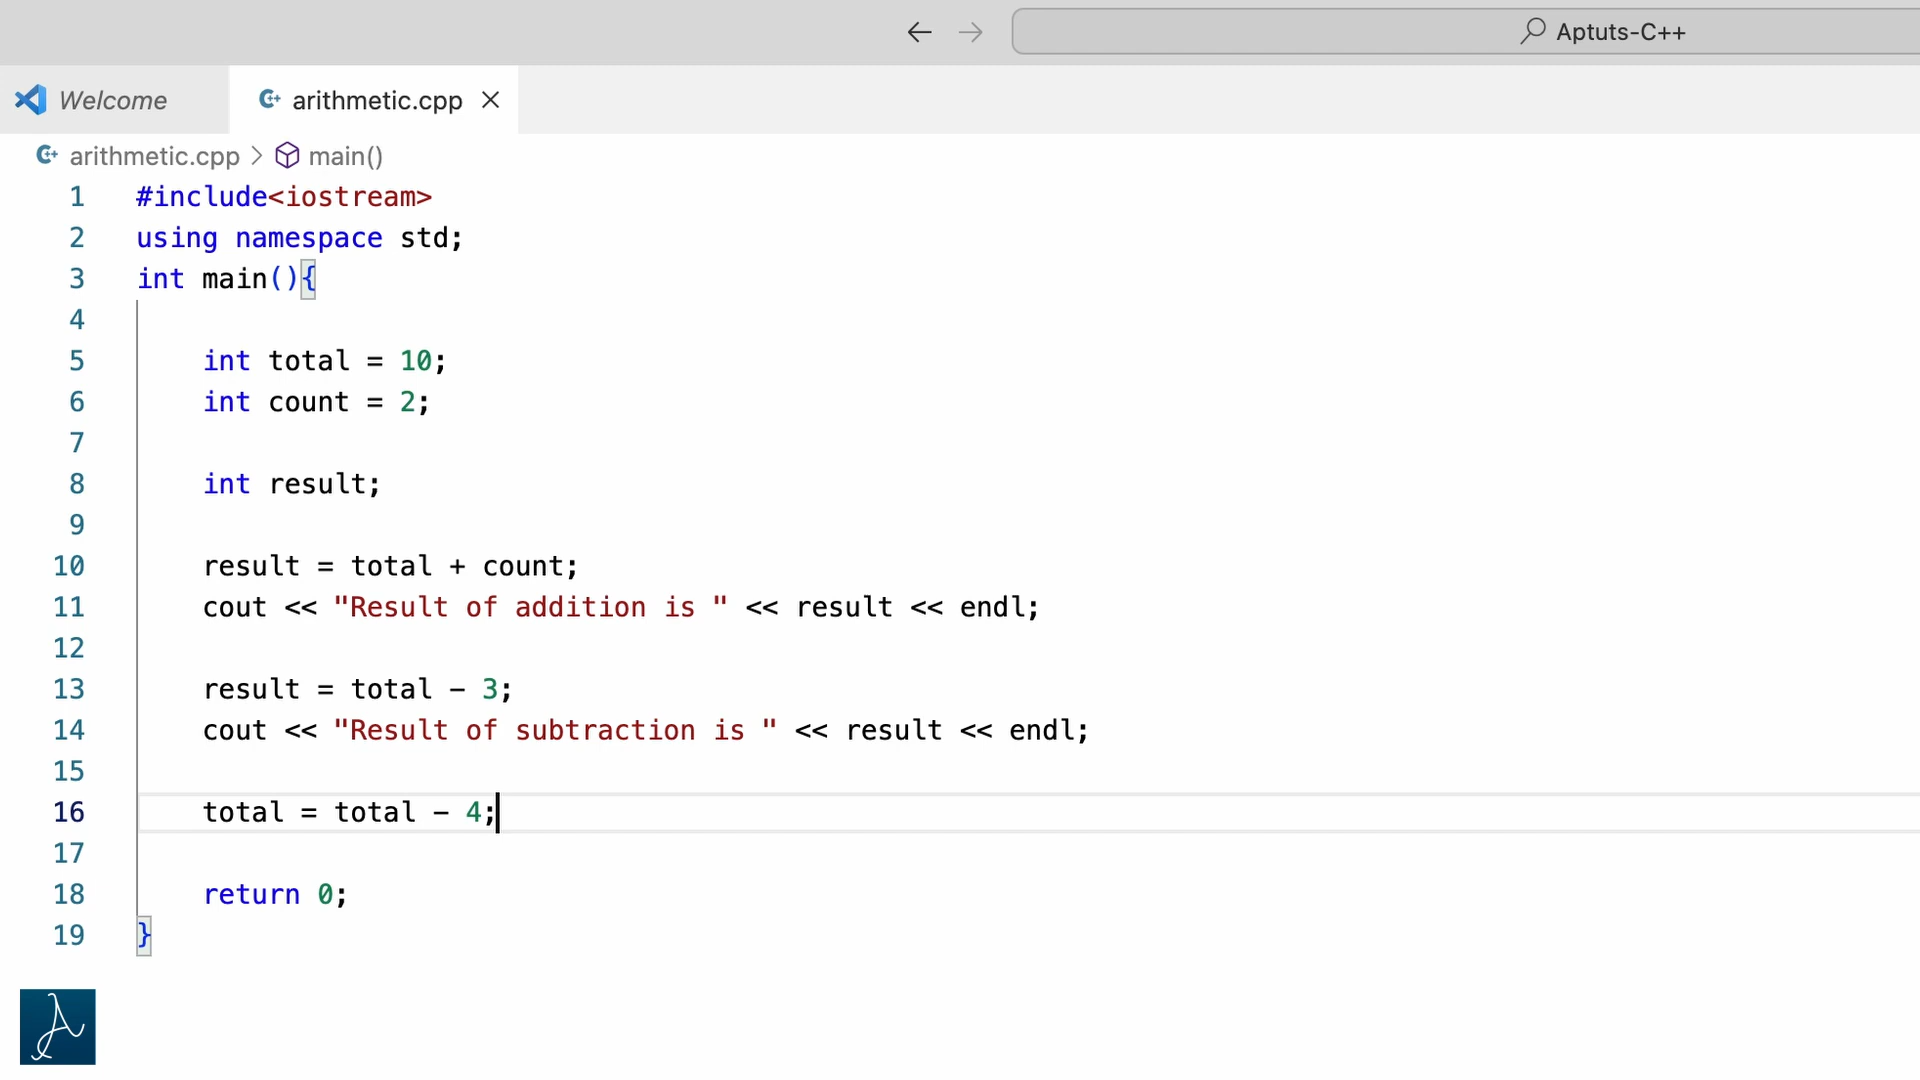 Aptuts-C++
Welcome
arithmetic.cpp
arithmetic.cpp > main()
1 #include<iostream>
2 using namespace std;
3 int main(){
4
5 int total = 10;
6 int count = 2;
7
8 int result;
9
10 result = total + count;
11 cout << "Result of addition is " << result << endl;
12
13 result = total - 3;
14 cout << "Result of subtraction is " << result << endl;
15
16 total = total - 4;
17
18 return 0;
19 }
A